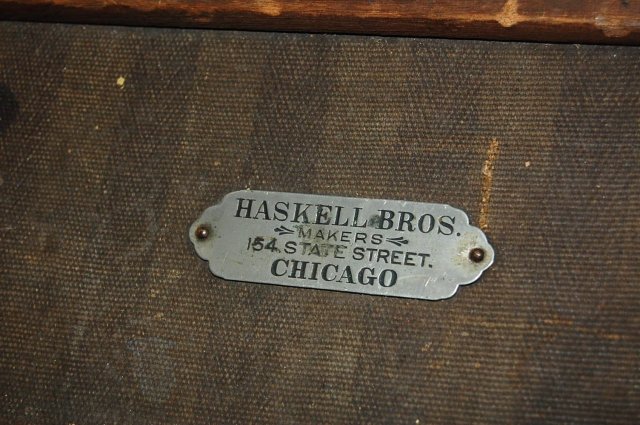 HASKELL BROS.
MAKERS
154 STATE STREET.
CHICAGO